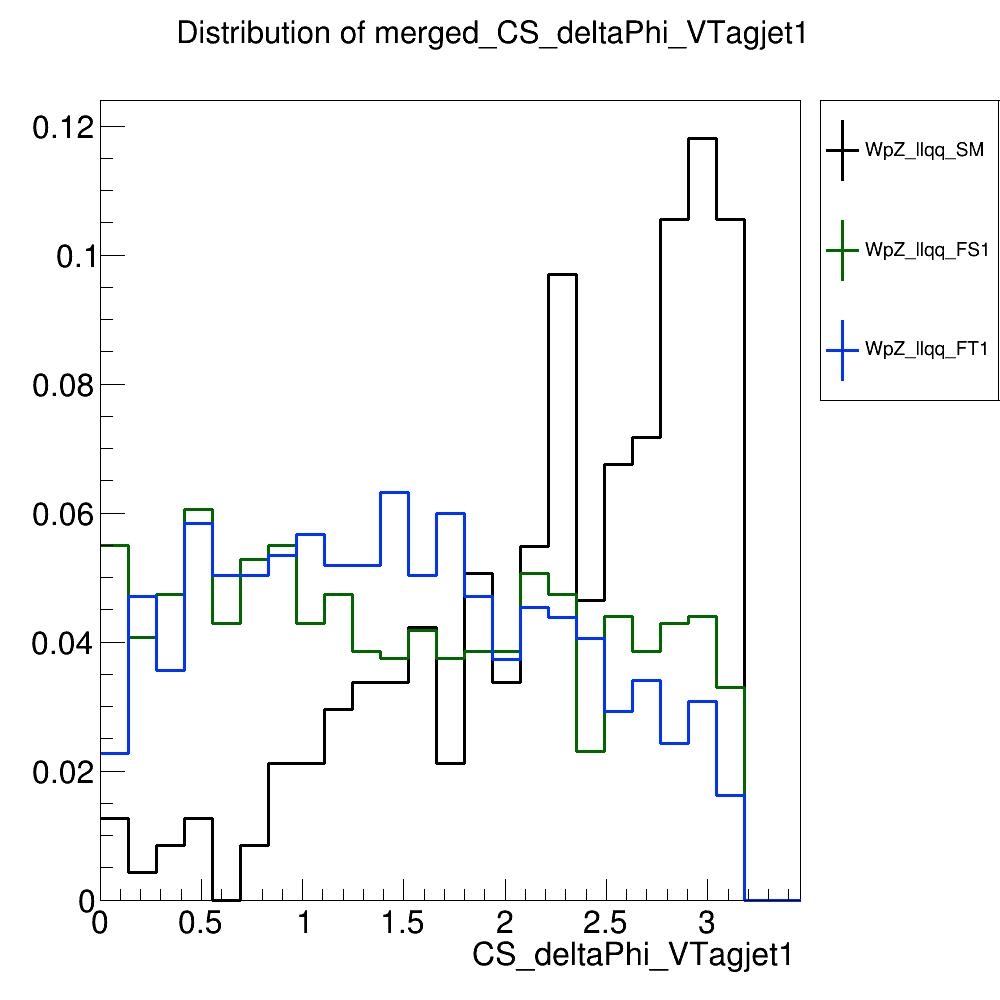 Distribution of merged_CS_deltaPhi_VTagjet1
0.12
0.1
0.08
0.06
0.04
0.02
0
0 0.5 1 1.5 2 2.5 3
CS_deltaPhi_VTagjet1
WpZ_llqq_SM
WpZ_llqq_FS1
WpZ_llqq_FT1